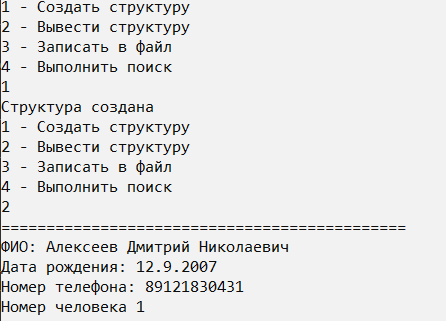 1 - Создать структуру
2 - Вывести структуру
3 - Записать в файл
4 - Выполнить поиск
1
Структура создана
1 - Создать структуру
2 - Вывести структуру
3 - Записать в файл
4 - Выполнить поиск
2
=============================================
ФИО: Алексеев Дмитрий Николаевич
Дата рождения: 12.9.2007
Номер телефона: 89121830431
Номер человека 1